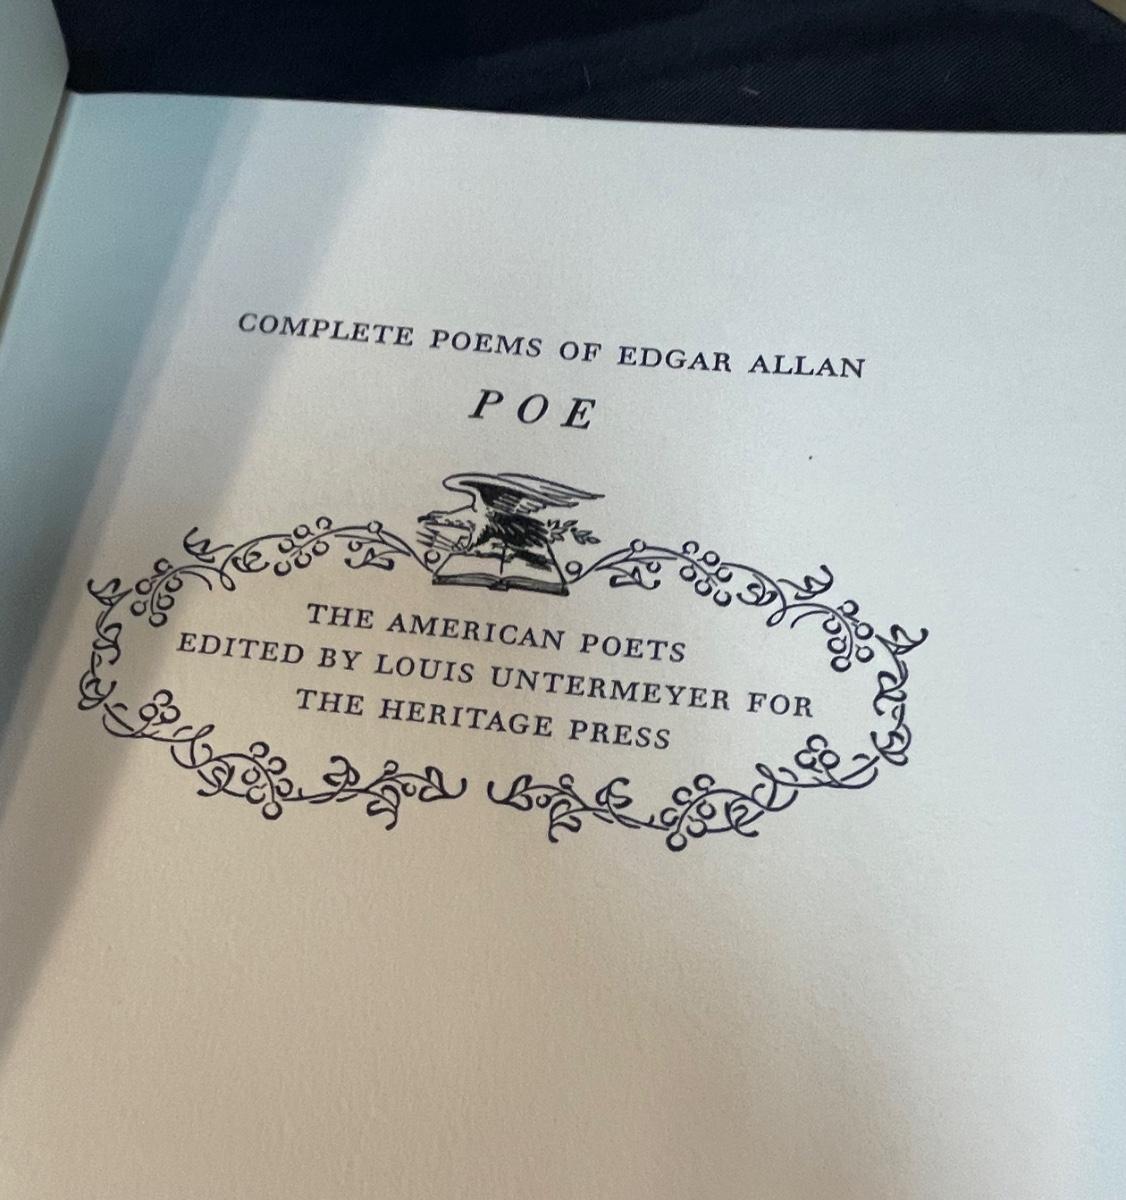 COMPLETE POEMS OF EDGAR ALLAN
POE
THE AMERICAN POETS
EDITED BY LOUIS UNTERMEYER FOR
THE HERITAGE PRESS